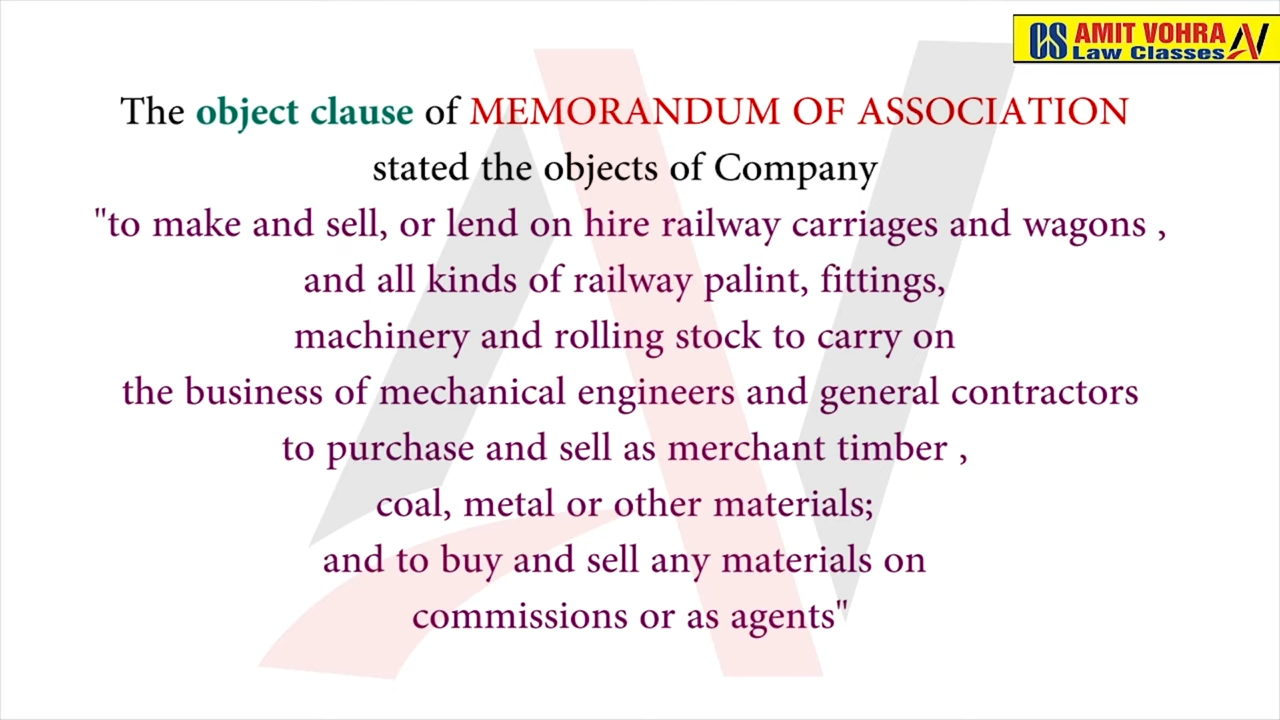 CS AMIT VOHRA
Law Classes AV
The object clause of MEMORANDUM OF ASSOCIATION
stated the objects of Company
"to make and sell, or lend on hire railway carriages and wagons ,
and all kinds of railway palint, fittings,
machinery and rolling stock to carry on
the business of mechanical engineers and general contractors
to purchase and sell as merchant timber ,
coal, metal or other materials;
and to buy and sell any materials on
commissions or as agents"